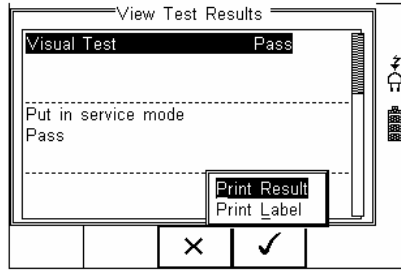 View Test Results
Visual Test Pass
Put in service mode
Pass
Print Result
Print Label